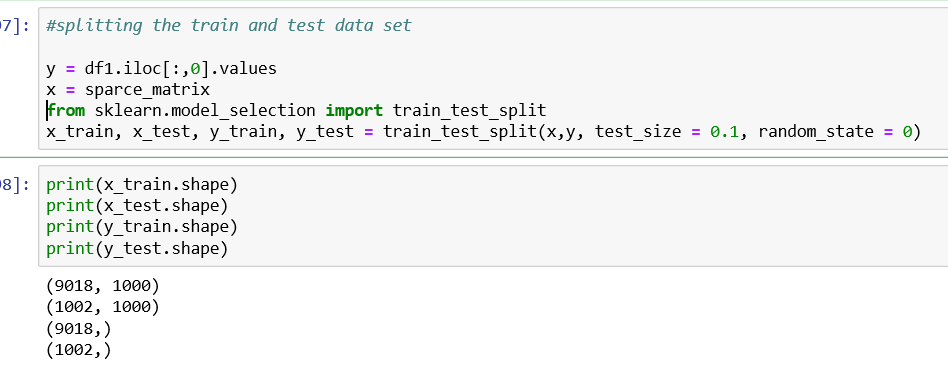 7]: #splitting the train and test data set
y = df1.iloc[:,0].values
x = sparce_matrix
from sklearn.model_selection import train_test_split
x_train, x_test, y_train, y_test = train_test_split(x,y, test_size = 0.1, random_state = 0)
8]: print(x_train.shape)
print(x_test.shape)
print(y_train.shape)
print(y_test.shape)
(9018, 1000)
(1002, 1000)
(9018,)
(1002,)